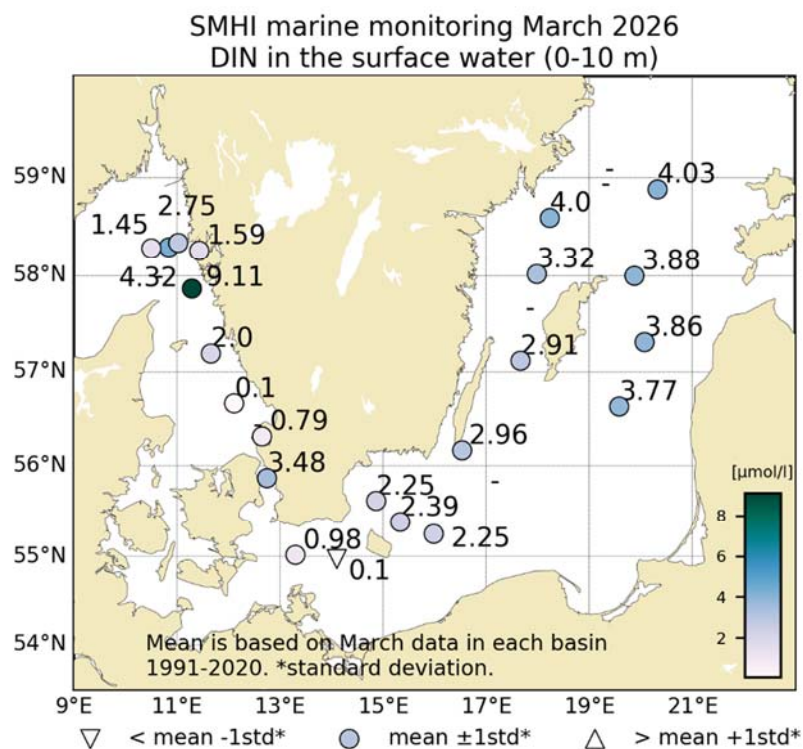 SMHI marine monitoring March 2026
DIN in the surface water (0-10 m)
59°N
58°N
57°N
56°N
55°N
54°N
2.75
1.45
1.59
4.32
9.11
2.0
0.1
0.79
3.48
4.03
4.0
3.32
3.88
3.86
2.91
3.77
2.96
2.25
2.39
2.25
0.98
0.1
-
-
-
-
-
-
[µmol/l]
8
6
4
2
Mean is based on March data in each basin
1991-2020. *standard deviation.
9°E 11°E 13°E 15°E 17°E 19°E 21°E
< mean -1std* mean ±1std* > mean +1std*